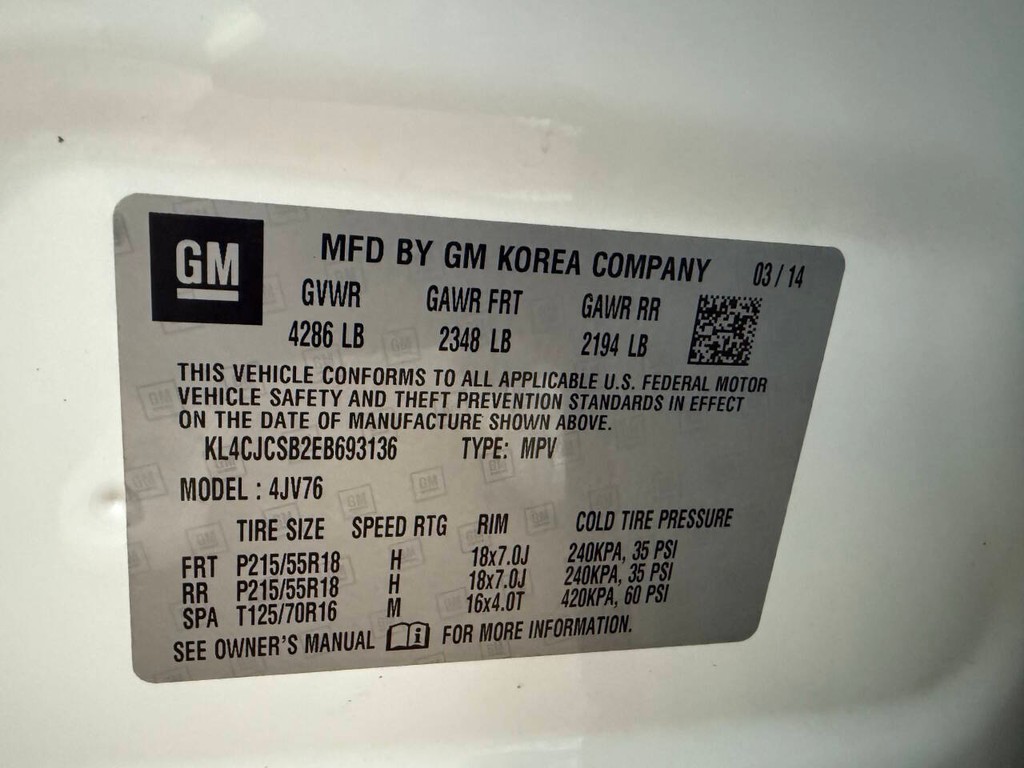 GM
MFD BY GM KOREA COMPANY 03 / 14
GVWR GAWR FRT GAWR RR
4286 LB 2348 LB 2194 LB
THIS VEHICLE CONFORMS TO ALL APPLICABLE U.S. FEDERAL MOTOR
VEHICLE SAFETY AND THEFT PREVENTION STANDARDS IN EFFECT
ON THE DATE OF MANUFACTURE SHOWN ABOVE.
KL4CJCSB2EB693136 TYPE: MPV
MODEL : 4JV76
TIRE SIZE SPEED RTG RIM COLD TIRE PRESSURE
FRT P215/55R18 H 18x7.0J 240KPA, 35 PSI
RR P215/55R18 H 18x7.0J 240KPA, 35 PSI
SPA T125/70R16 M 16x4.0T 420KPA, 60 PSI
SEE OWNER'S MANUAL i FOR MORE INFORMATION.